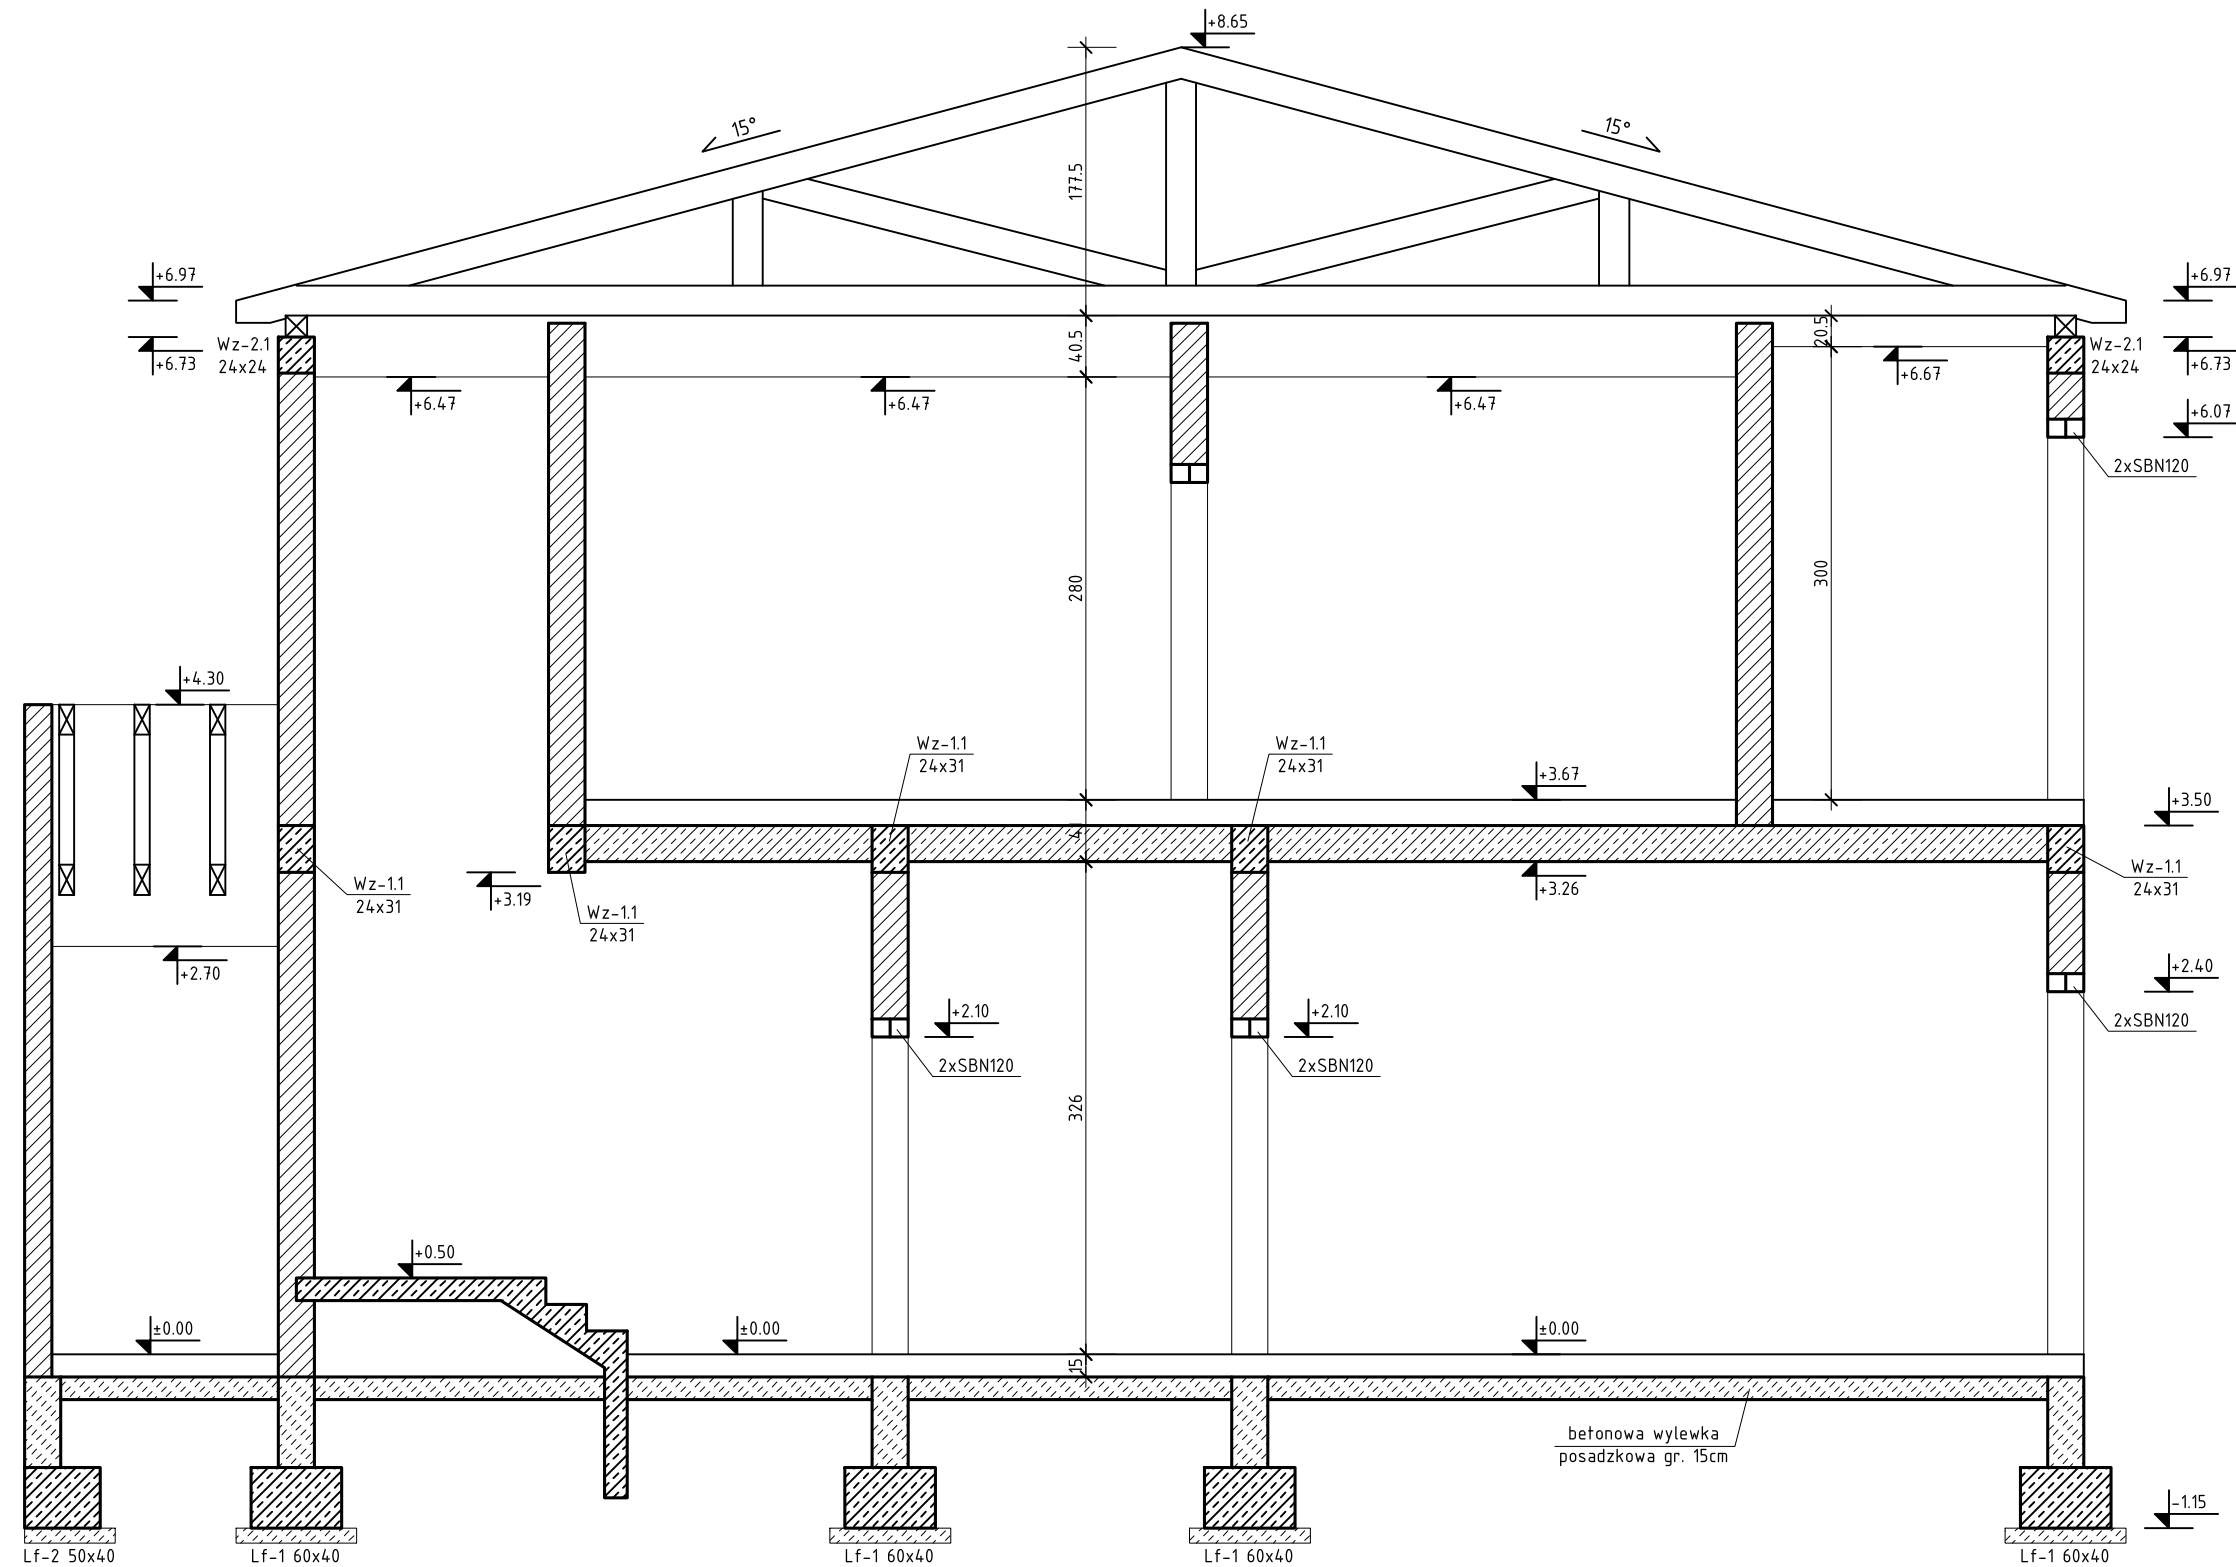 +8.65
15°
15°
177.5
+6.97
+6.97
Wz-2.1
24x24
+6.73
40.5
20.5
Wz-2.1
24x24
+6.73
+6.47
+6.47
+6.47
+6.67
+6.07
2xSBN120
280
300
+4.30
Wz-1.1
24x31
Wz-1.1
24x31
+3.67
+3.50
41
Wz-1.1
24x31
+3.19
Wz-1.1
24x31
+3.26
Wz-1.1
24x31
+2.70
+2.40
2xSBN120
+2.10
2xSBN120
+2.10
2xSBN120
326
+0.50
±0.00
±0.00
±0.00
15
betonowa wylewka
posadzkowa gr. 15cm
-1.15
Lf-2 50x40
Lf-1 60x40
Lf-1 60x40
Lf-1 60x40
Lf-1 60x40